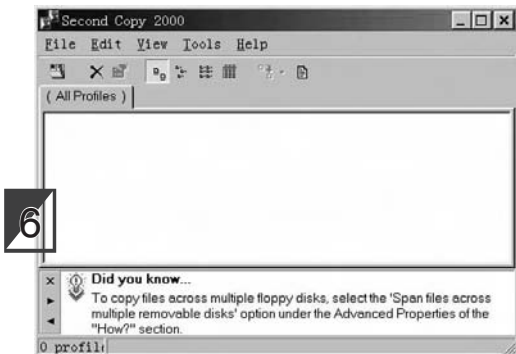 Second Copy 2000
File Edit View Tools Help
( All Profiles )
6
Did you know...
To copy files across multiple floppy disks, select the 'Span files across
multiple removable disks' option under the Advanced Properties of the
"How?" section.
0 profil